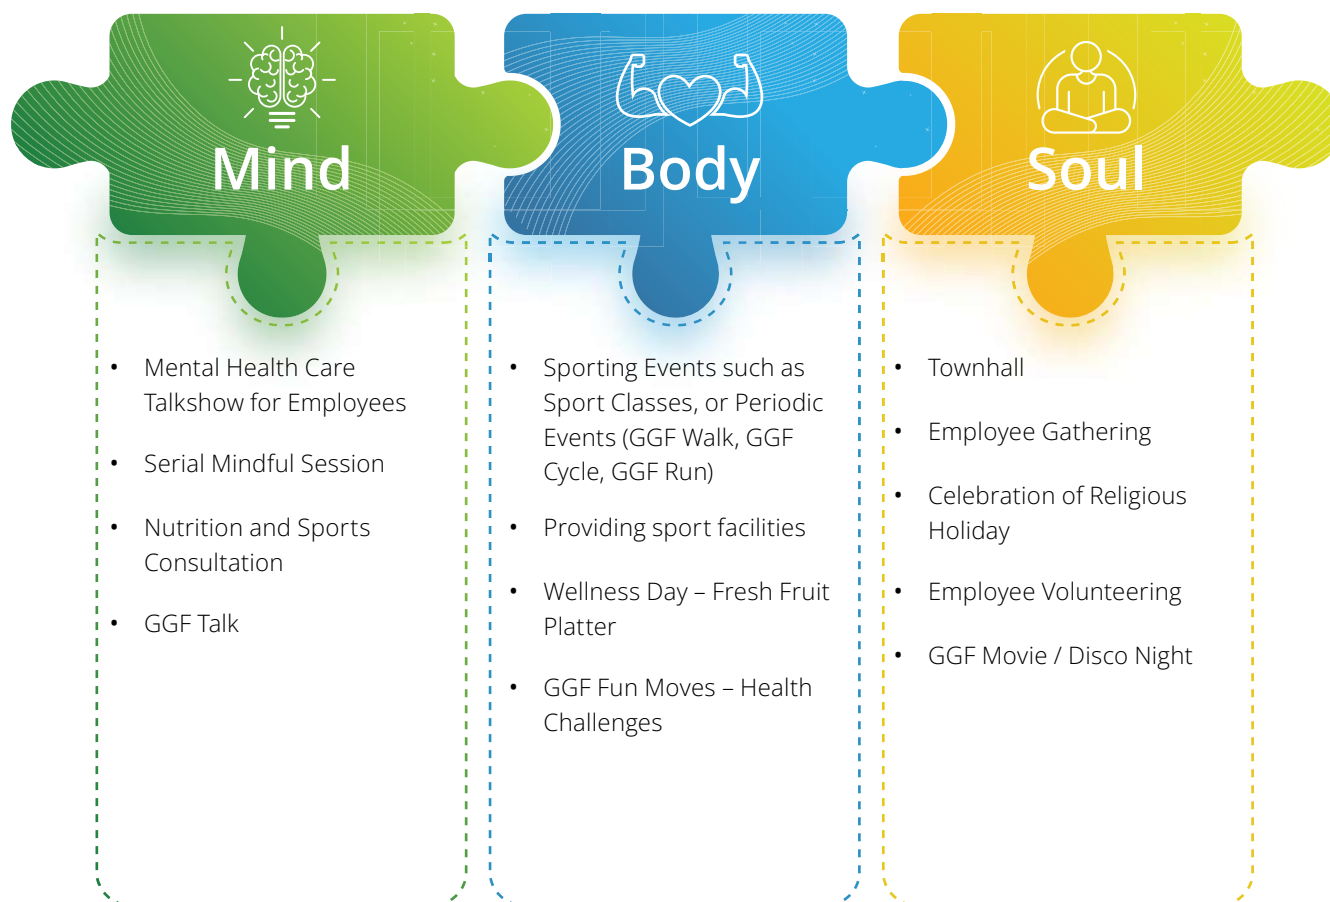 Mind
• Mental Health Care
Talkshow for Employees
• Serial Mindful Session
• Nutrition and Sports
Consultation
• GGF Talk
Body
• Sporting Events such as
Sport Classes, or Periodic
Events (GGF Walk, GGF
Cycle, GGF Run)
• Providing sport facilities
• Wellness Day – Fresh Fruit
Platter
• GGF Fun Moves – Health
Challenges
Soul
• Townhall
• Employee Gathering
• Celebration of Religious
Holiday
• Employee Volunteering
• GGF Movie / Disco Night